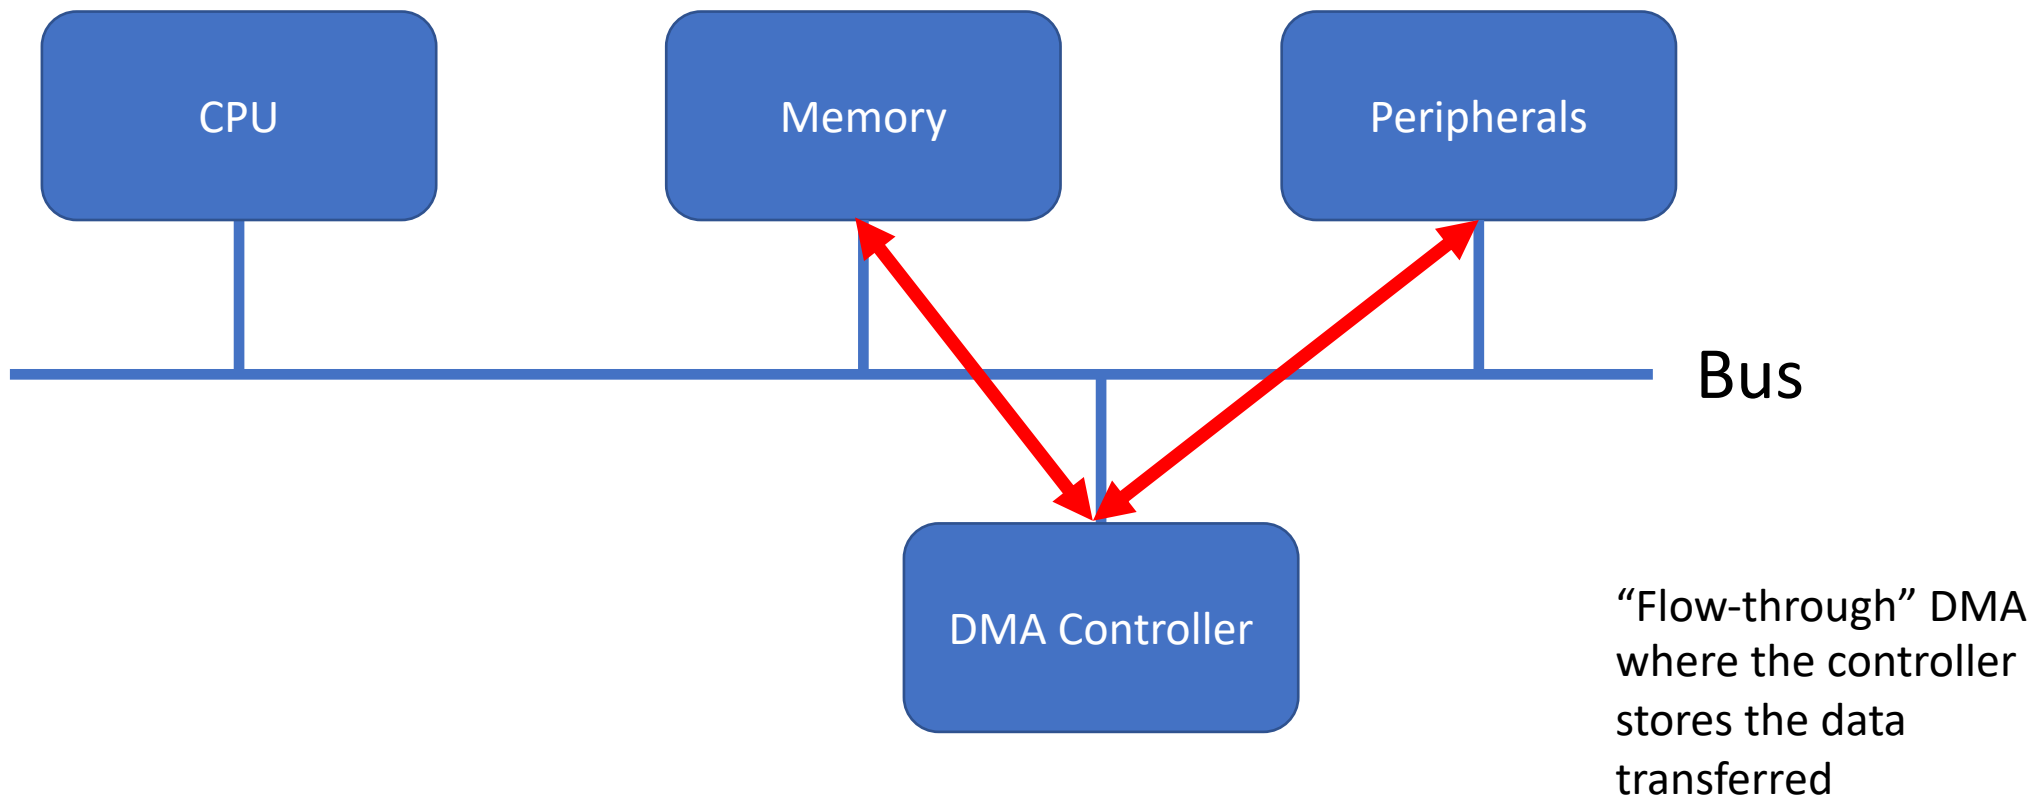 CPU
Memory
Peripherals
Bus
DMA Controller
“Flow-through” DMA
where the controller
stores the data
transferred